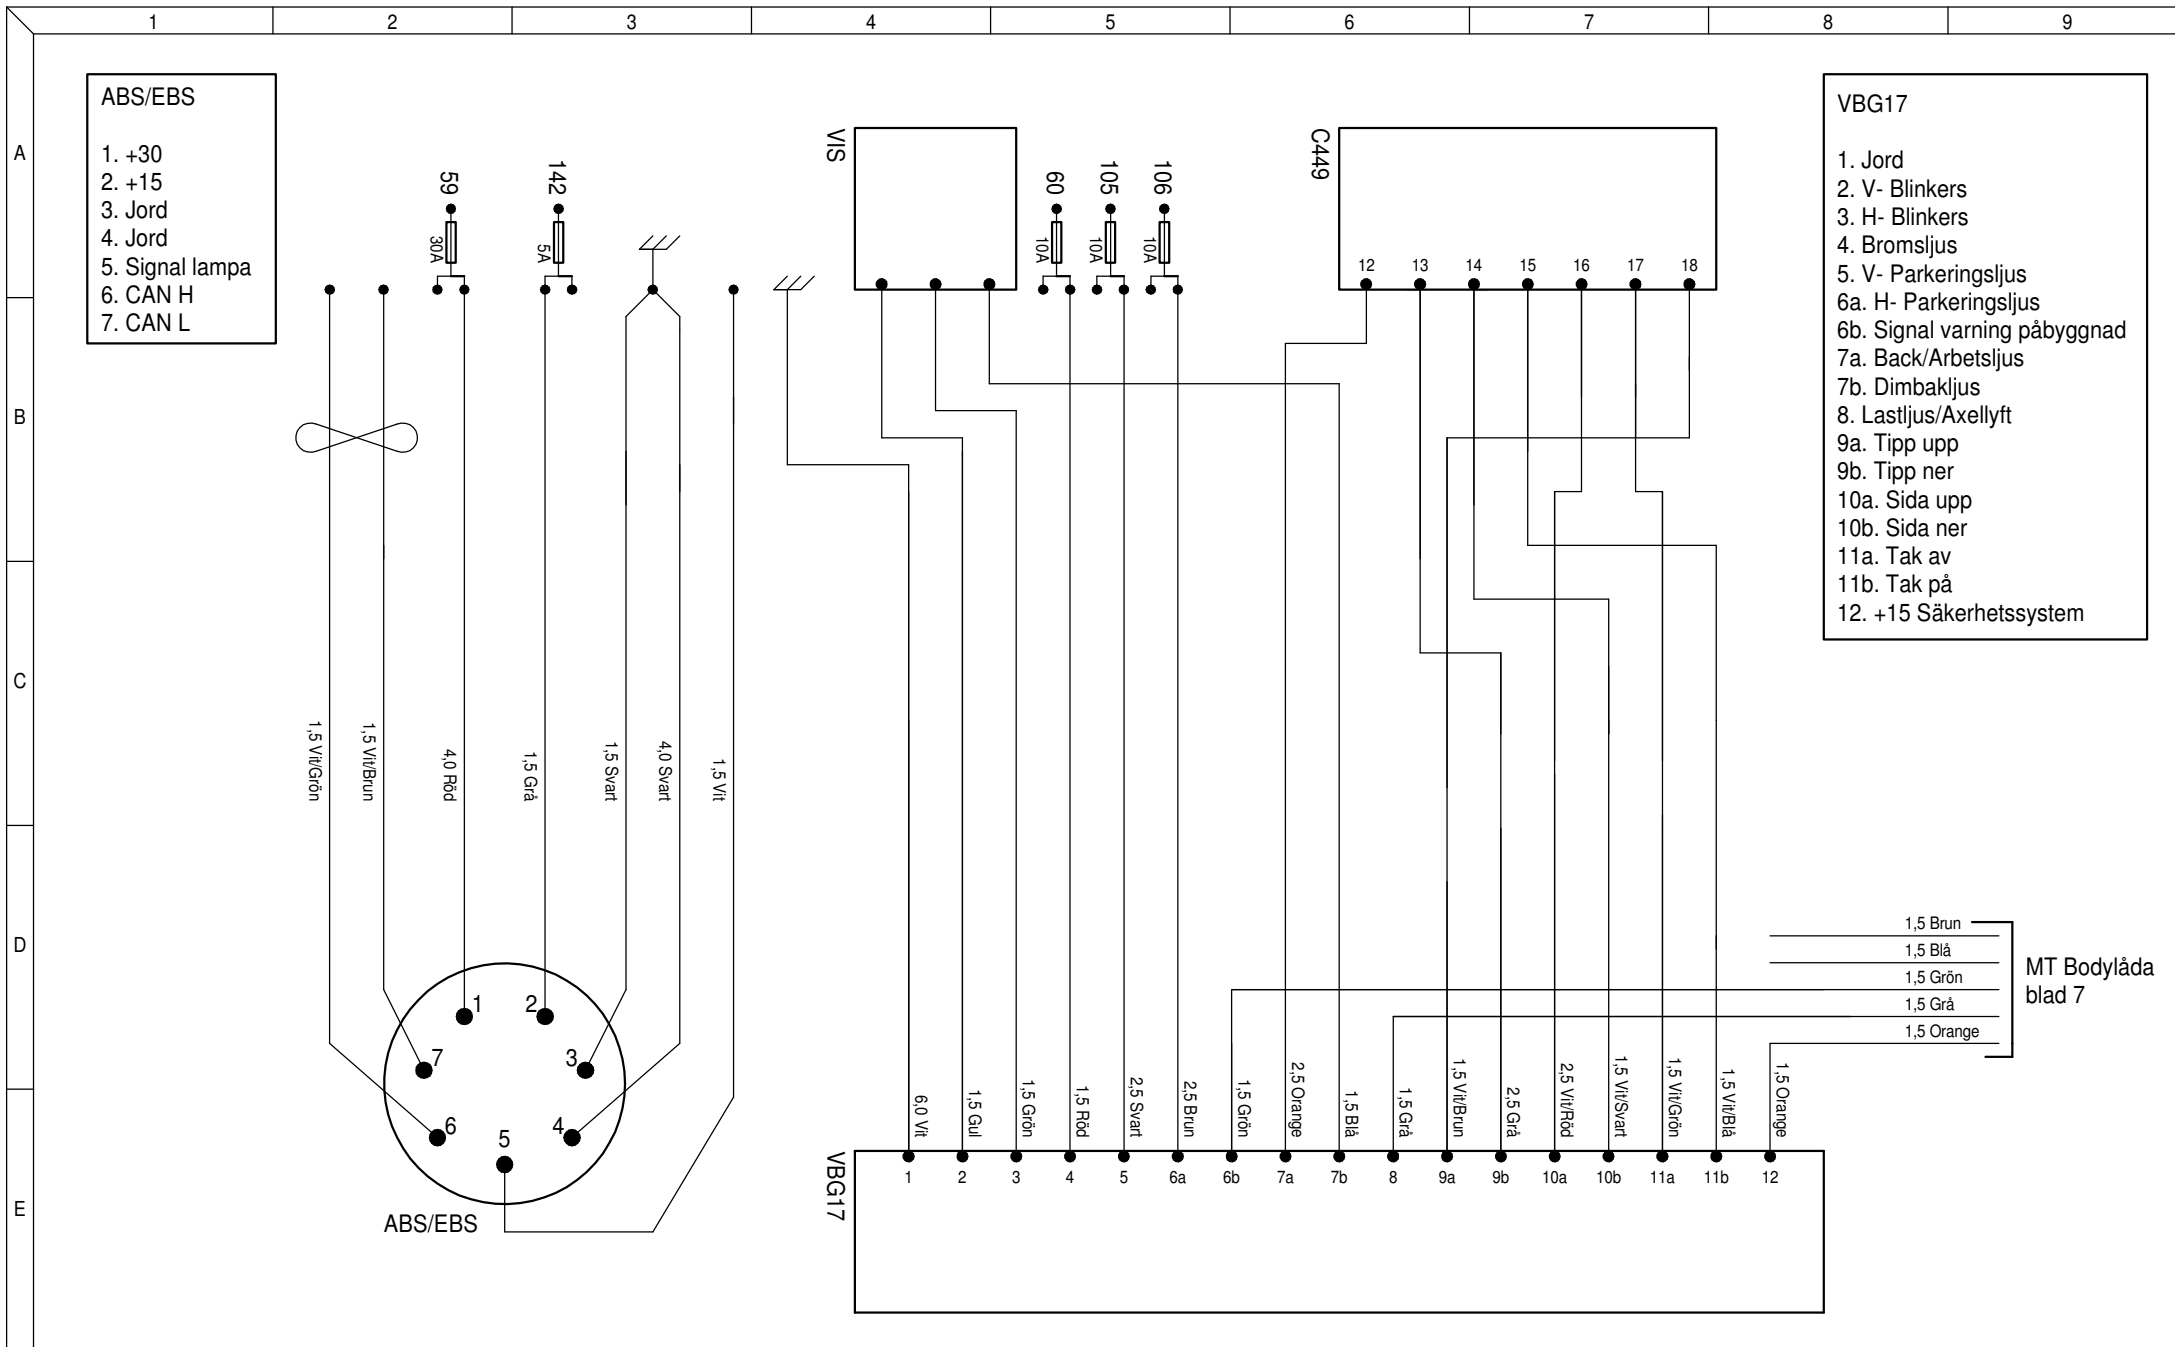 1
2
3
4
5
6
7
8
9
A
B
C
D
E
ABS/EBS
1. +30
2. +15
3. Jord
4. Jord
5. Signal lampa
6. CAN H
7. CAN L
59
30A
142
5A
VIS
60
10A
105
10A
106
10A
C449
12
13
14
15
16
17
18
VBG17
1. Jord
2. V- Blinkers
3. H- Blinkers
4. Bromsljus
5. V- Parkeringsljus
6a. H- Parkeringsljus
6b. Signal varning påbyggnad
7a. Back/Arbetsljus
7b. Dimbakljus
8. Lastljus/Axellyft
9a. Tipp upp
9b. Tipp ner
10a. Sida upp
10b. Sida ner
11a. Tak av
11b. Tak på
12. +15 Säkerhetssystem
1,5 Vit/Grön
1,5 Vit/Brun
4,0 Röd
1,5 Grå
1,5 Svart
4,0 Svart
1,5 Vit
1
2
7
3
6
4
5
ABS/EBS
1,5 Brun
1,5 Blå
1,5 Grön
1,5 Grå
1,5 Orange
MT Bodylåda
blad 7
6,0 Vit
1,5 Gul
1,5 Grön
1,5 Röd
2,5 Svart
2,5 Brun
1,5 Grön
2,5 Orange
1,5 Blå
1,5 Grå
1,5 Vit/Brun
2,5 Grå
2,5 Vit/Röd
1,5 Vit/Svart
1,5 Vit/Grön
1,5 Vit/Blå
1,5 Orange
VBG17
1
2
3
4
5
6a
6b
7a
7b
8
9a
9b
10a
10b
11a
11b
12